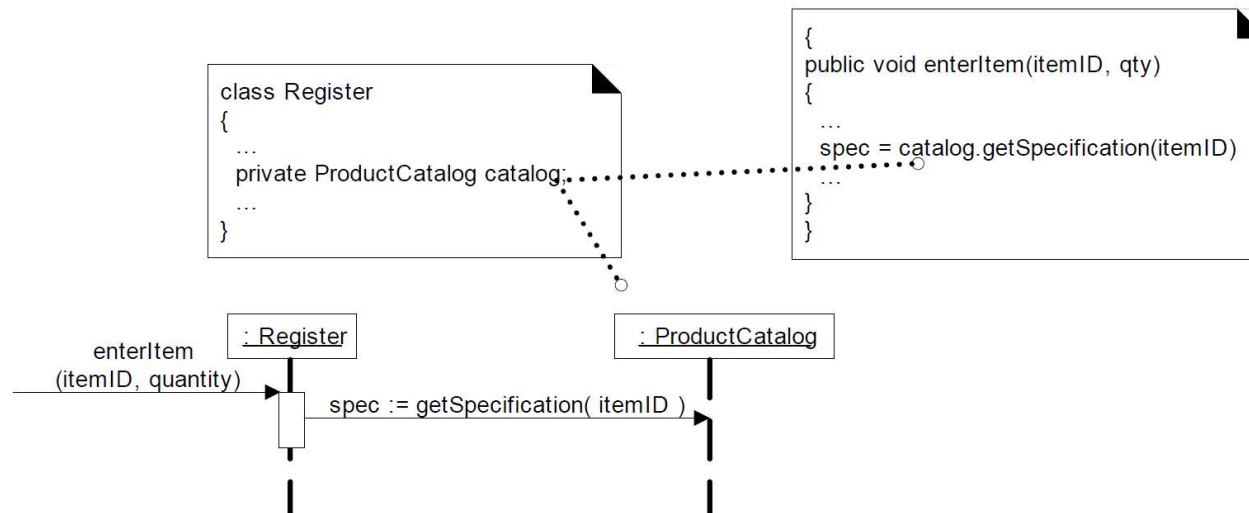 class Register
{
...
private ProductCatalog catalog;
...
}
{
public void enterItem(itemID, qty)
{
...
spec = catalog.getSpecification(itemID)
...
}
}
: Register
: ProductCatalog
enterItem
(itemID, quantity)
spec := getSpecification( itemID )